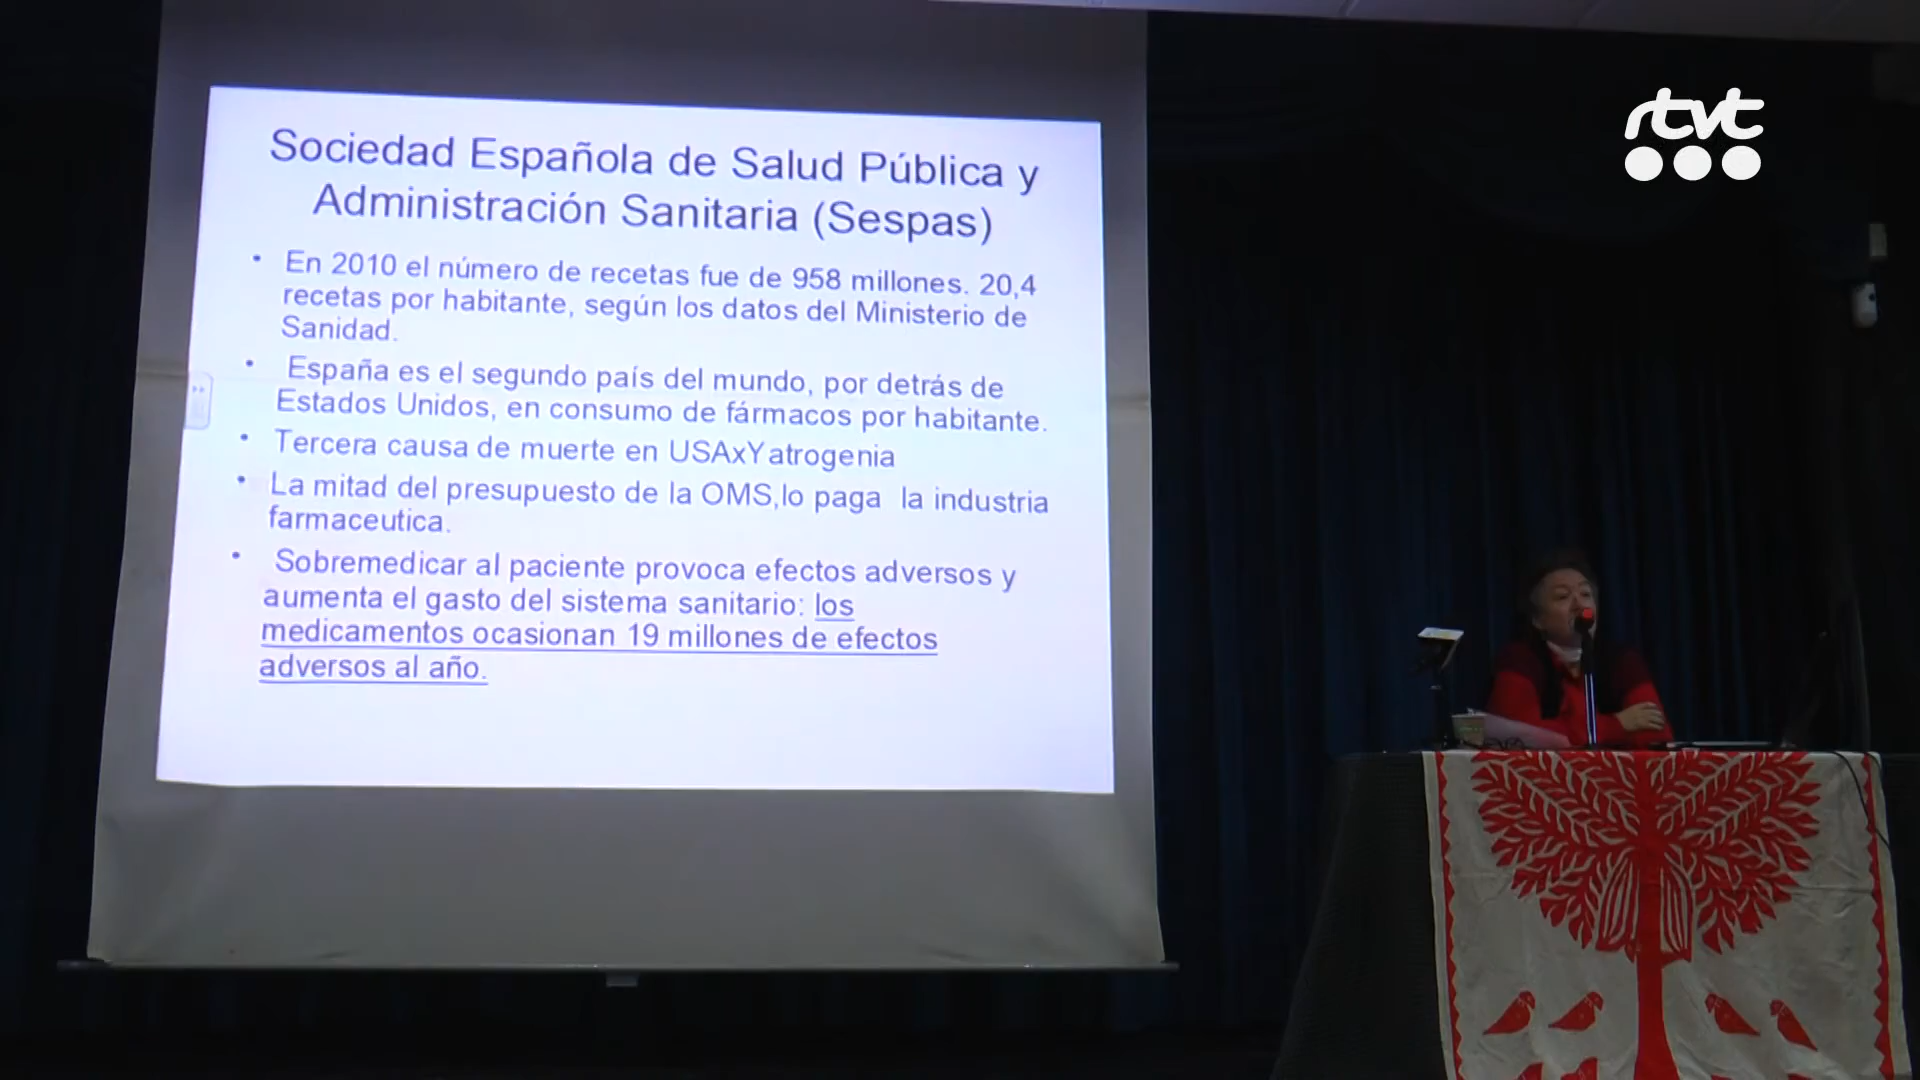 rtvt
Sociedad Española de Salud Pública y
Administración Sanitaria (Sespas)
• En 2010 el número de recetas fue de 958 millones. 20,4
recetas por habitante, según los datos del Ministerio de
Sanidad.
• España es el segundo país del mundo, por detrás de
Estados Unidos, en consumo de fármacos por habitante.
• Tercera causa de muerte en USAxYatrogenia
• La mitad del presupuesto de la OMS,lo paga la industria
farmaceutica.
• Sobremedicar al paciente provoca efectos adversos y
aumenta el gasto del sistema sanitario: los
medicamentos ocasionan 19 millones de efectos
adversos al año.